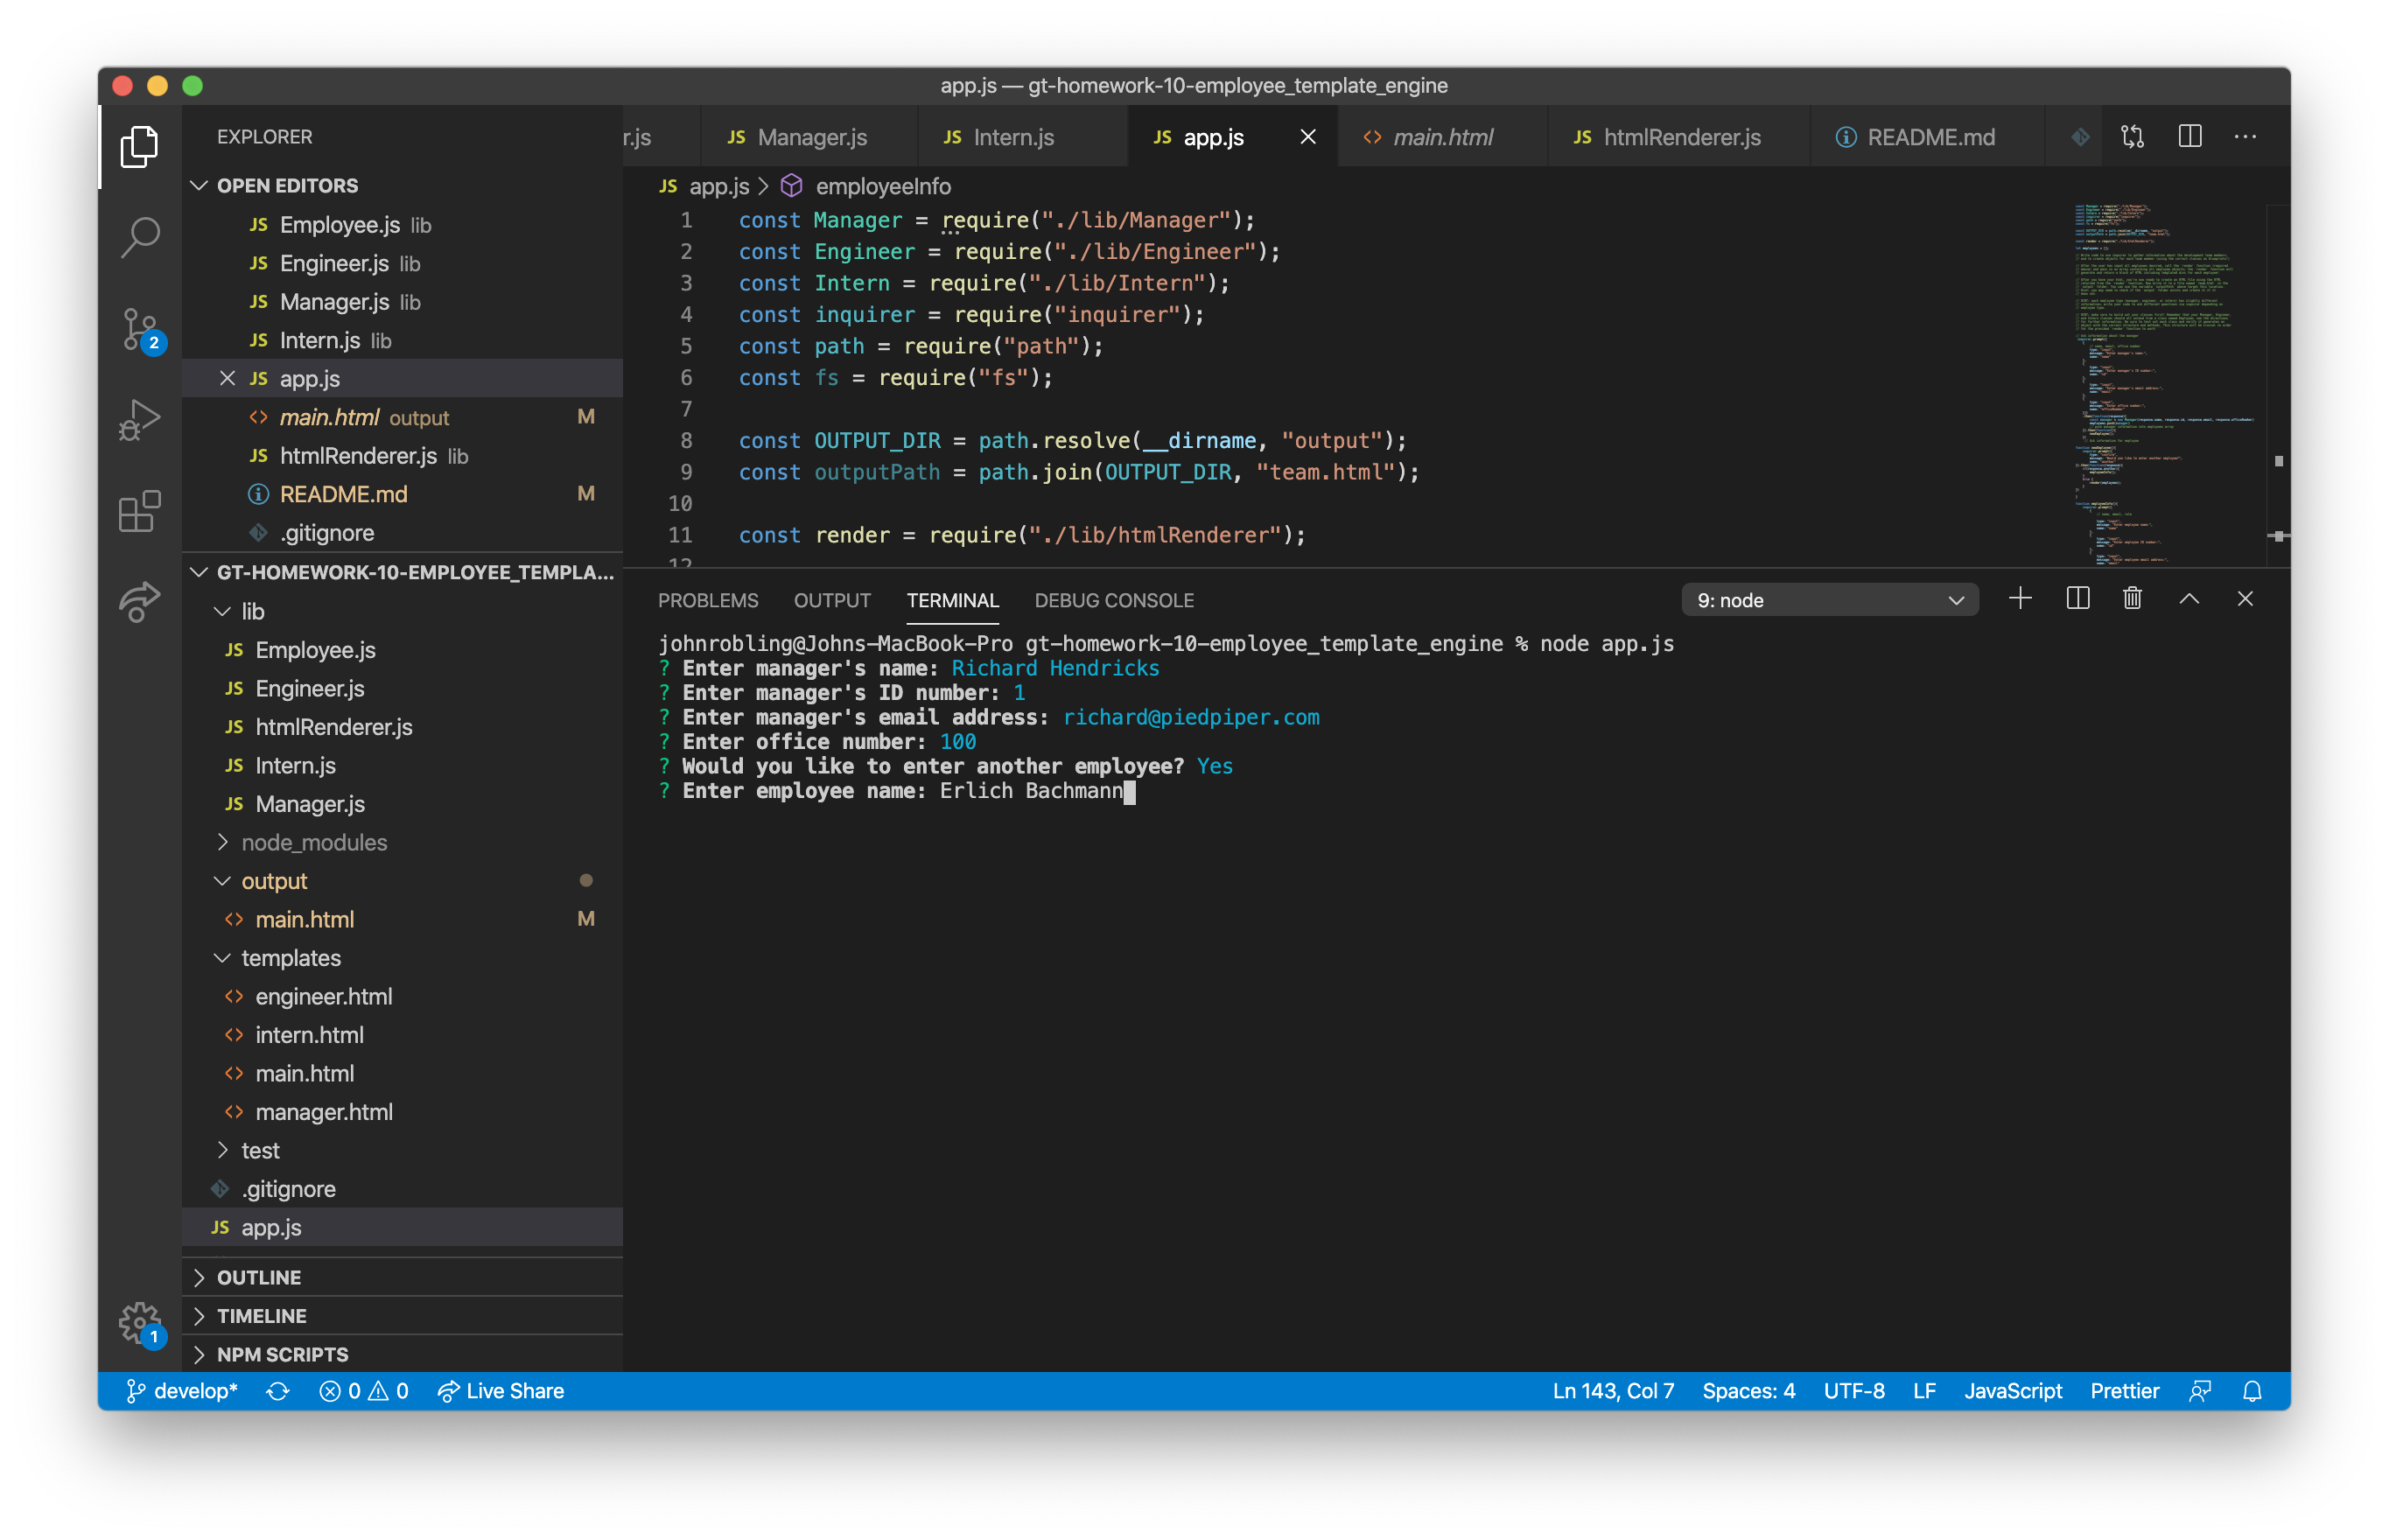 app.js — gt-homework-10-employee_template_engine
EXPLORER
OPEN EDITORS
JS Employee.js lib
JS Engineer.js lib
JS Manager.js lib
JS Intern.js lib
JS app.js
<> main.html output M
JS htmlRenderer.js lib
README.md M
.gitignore
GT-HOMEWORK-10-EMPLOYEE_TEMPLA...
lib
JS Employee.js
JS Engineer.js
JS htmlRenderer.js
JS Intern.js
JS Manager.js
node_modules
output
<> main.html M
templates
<> engineer.html
<> intern.html
<> main.html
<> manager.html
test
.gitignore
JS app.js
OUTLINE
TIMELINE
NPM SCRIPTS
2
1
r.js JS Manager.js JS Intern.js JS app.js <> main.html JS htmlRenderer.js README.md
JS app.js > employeeInfo
1 const Manager = require("./lib/Manager");
2 const Engineer = require("./lib/Engineer");
3 const Intern = require("./lib/Intern");
4 const inquirer = require("inquirer");
5 const path = require("path");
6 const fs = require("fs");
7
8 const OUTPUT_DIR = path.resolve(__dirname, "output");
9 const outputPath = path.join(OUTPUT_DIR, "team.html");
10
11 const render = require("./lib/htmlRenderer");
12
PROBLEMS OUTPUT TERMINAL DEBUG CONSOLE 9: node
johnrobling@Johns-MacBook-Pro gt-homework-10-employee_template_engine % node app.js
? Enter manager's name: Richard Hendricks
? Enter manager's ID number: 1
? Enter manager's email address: richard@piedpiper.com
? Enter office number: 100
? Would you like to enter another employee? Yes
? Enter employee name: Erlich Bachmann
develop* 0 0 Live Share Ln 143, Col 7 Spaces: 4 UTF-8 LF JavaScript Prettier